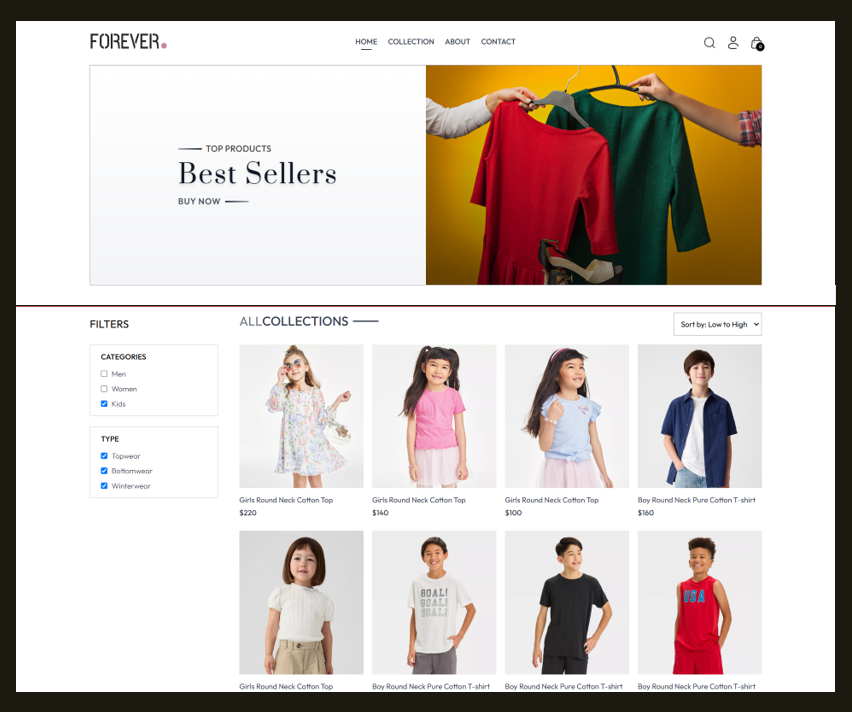 FOREVER.
HOME COLLECTION ABOUT CONTACT
0
TOP PRODUCTS
Best Sellers
BUY NOW
FILTERS
ALL COLLECTIONS
Sort by: Low to High
CATEGORIES
Men
Women
Kids
TYPE
Topwear
Bottomwear
Winterwear
Girls Round Neck Cotton Top
$220
Girls Round Neck Cotton Top
$140
Girls Round Neck Cotton Top
$100
Boy Round Neck Pure Cotton T-shirt
$160
GOAL!
GOAL!
GOAL!
USA
Girls Round Neck Cotton Top
Boy Round Neck Pure Cotton T-shirt
Boy Round Neck Pure Cotton T-shirt
Boy Round Neck Pure Cotton T-shirt